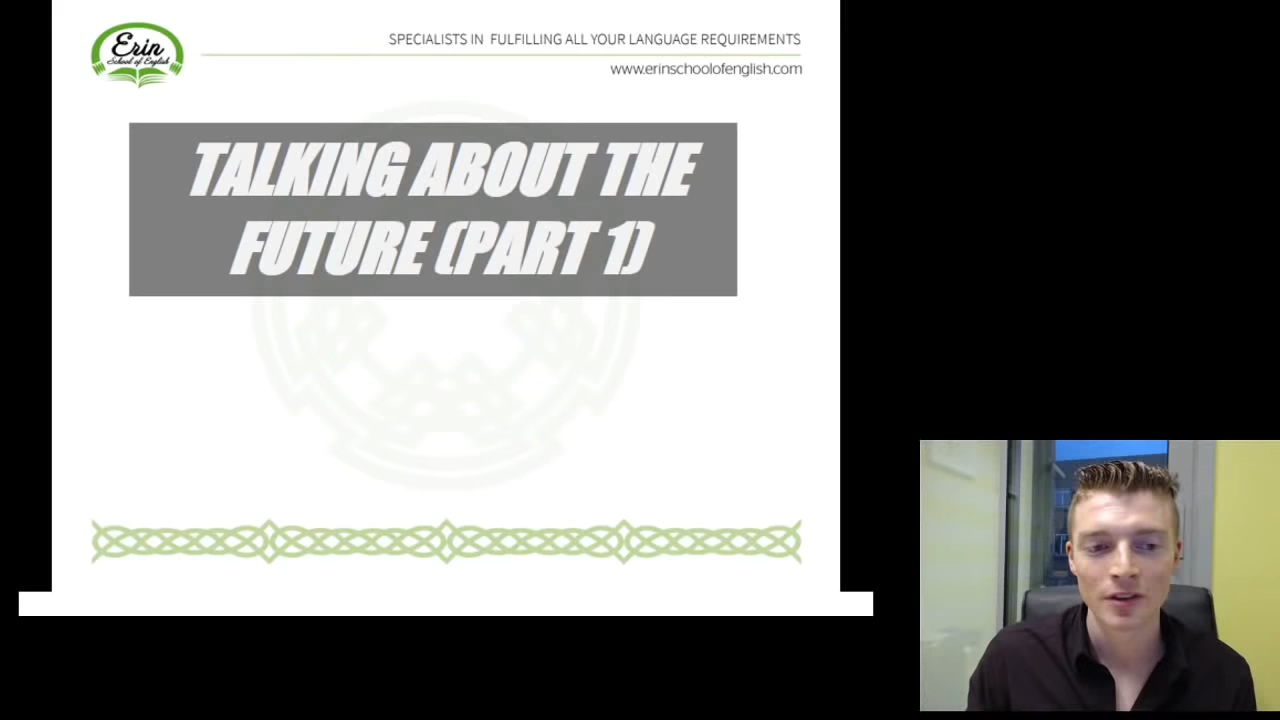 Erin
School of English
SPECIALISTS IN FULFILLING ALL YOUR LANGUAGE REQUIREMENTS
www.erinschoolofenglish.com
TALKING ABOUT THE
FUTURE (PART 1)